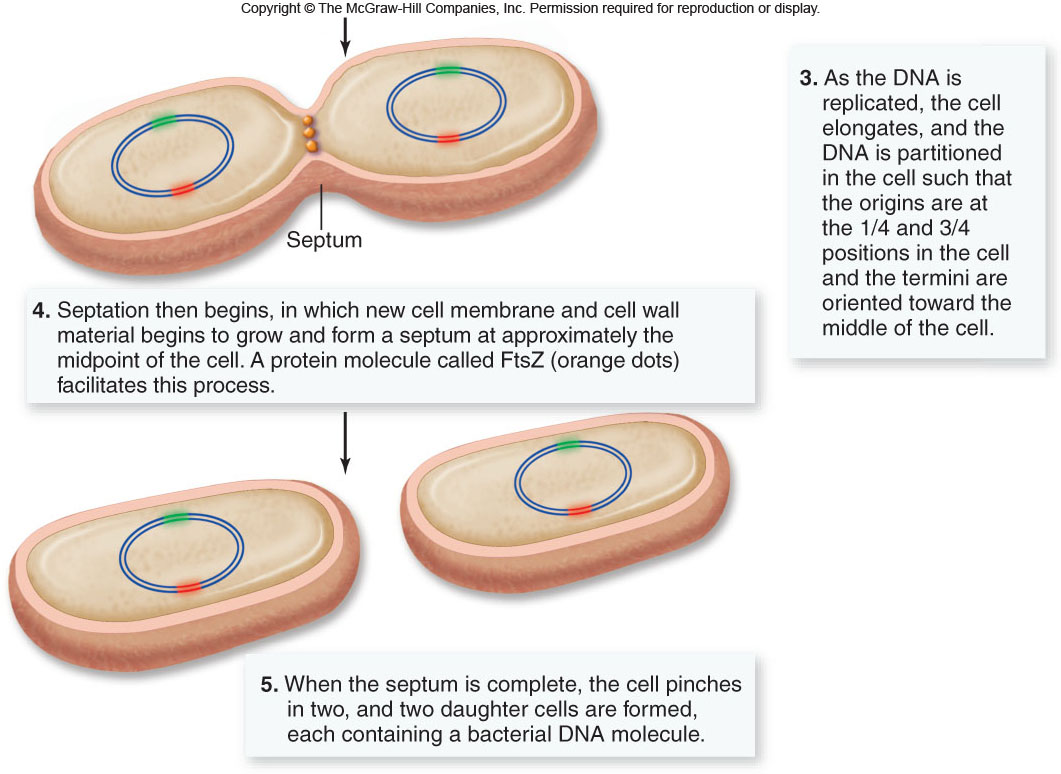 Copyright © The McGraw-Hill Companies, Inc. Permission required for reproduction or display.
3. As the DNA is
replicated, the cell
elongates, and the
DNA is partitioned
in the cell such that
the origins are at
the 1/4 and 3/4
positions in the cell
and the termini are
oriented toward the
middle of the cell.
Septum
4. Septation then begins, in which new cell membrane and cell wall
material begins to grow and form a septum at approximately the
midpoint of the cell. A protein molecule called FtsZ (orange dots)
facilitates this process.
5. When the septum is complete, the cell pinches
in two, and two daughter cells are formed,
each containing a bacterial DNA molecule.